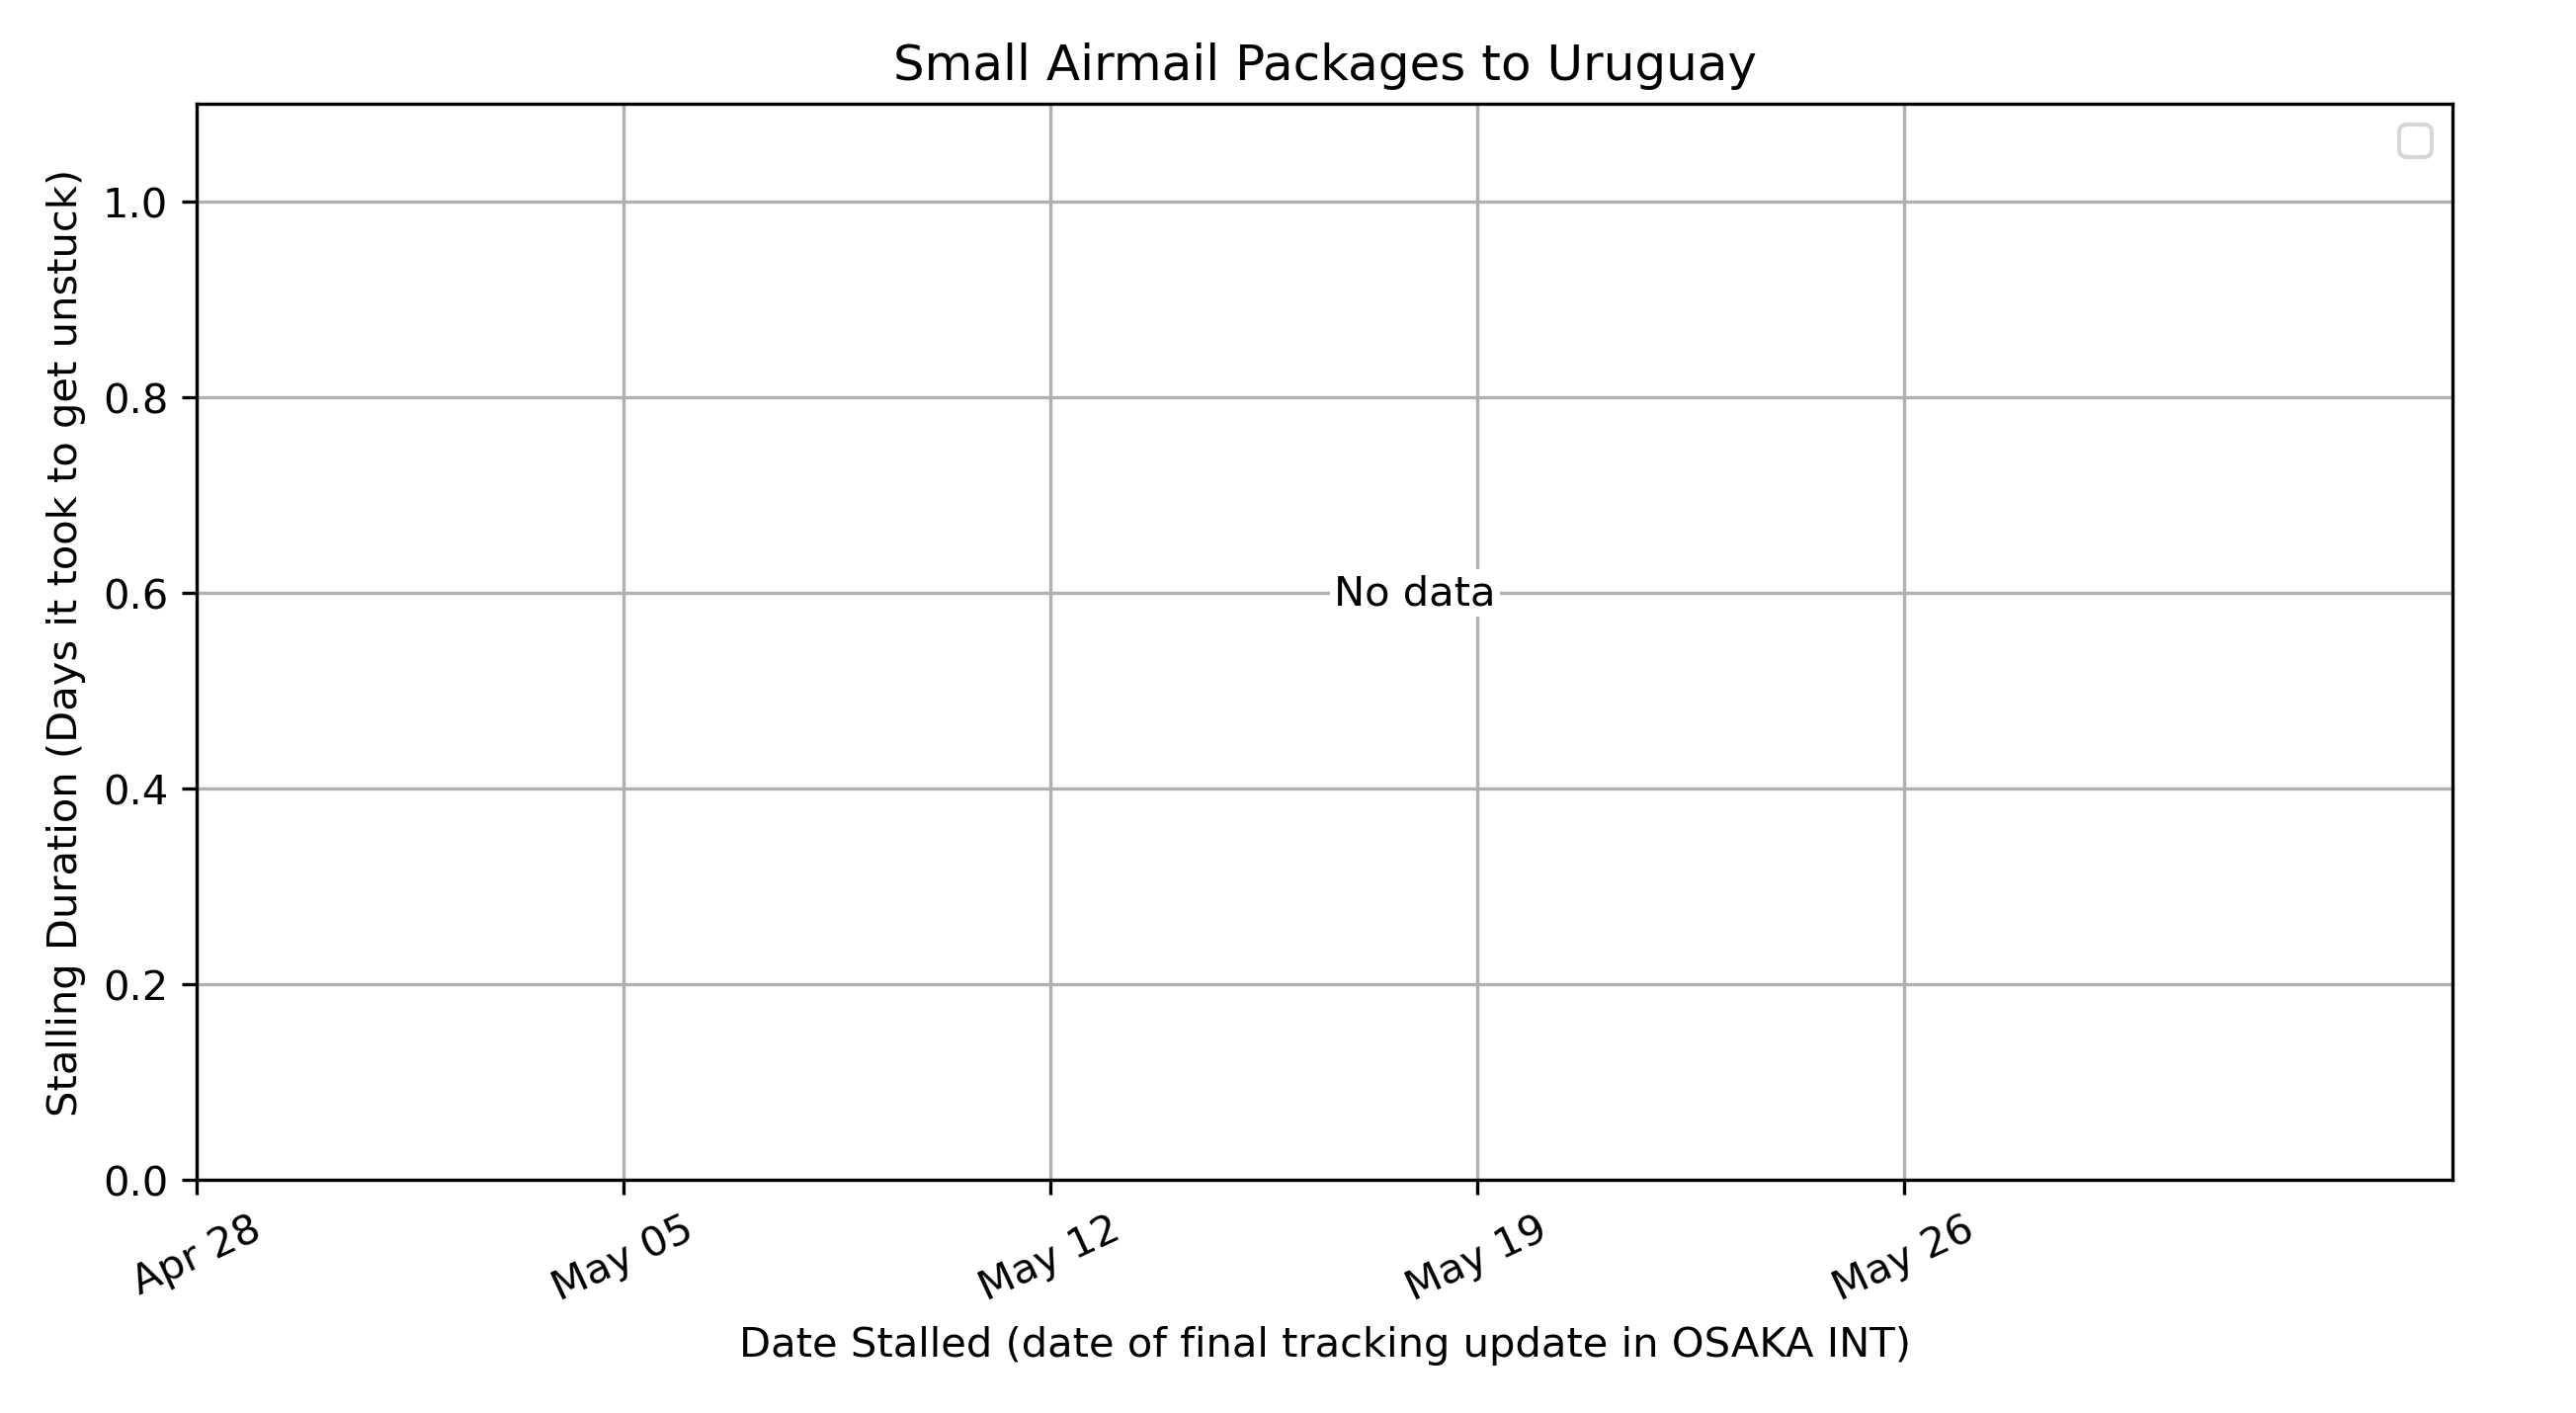 Small Airmail Packages to Uruguay
Stalling Duration (Days it took to get unstuck)
1.0
0.8
0.6
0.4
0.2
0.0
No data
Apr 28
May 05
May 12
May 19
May 26
Date Stalled (date of final tracking update in OSAKA INT)